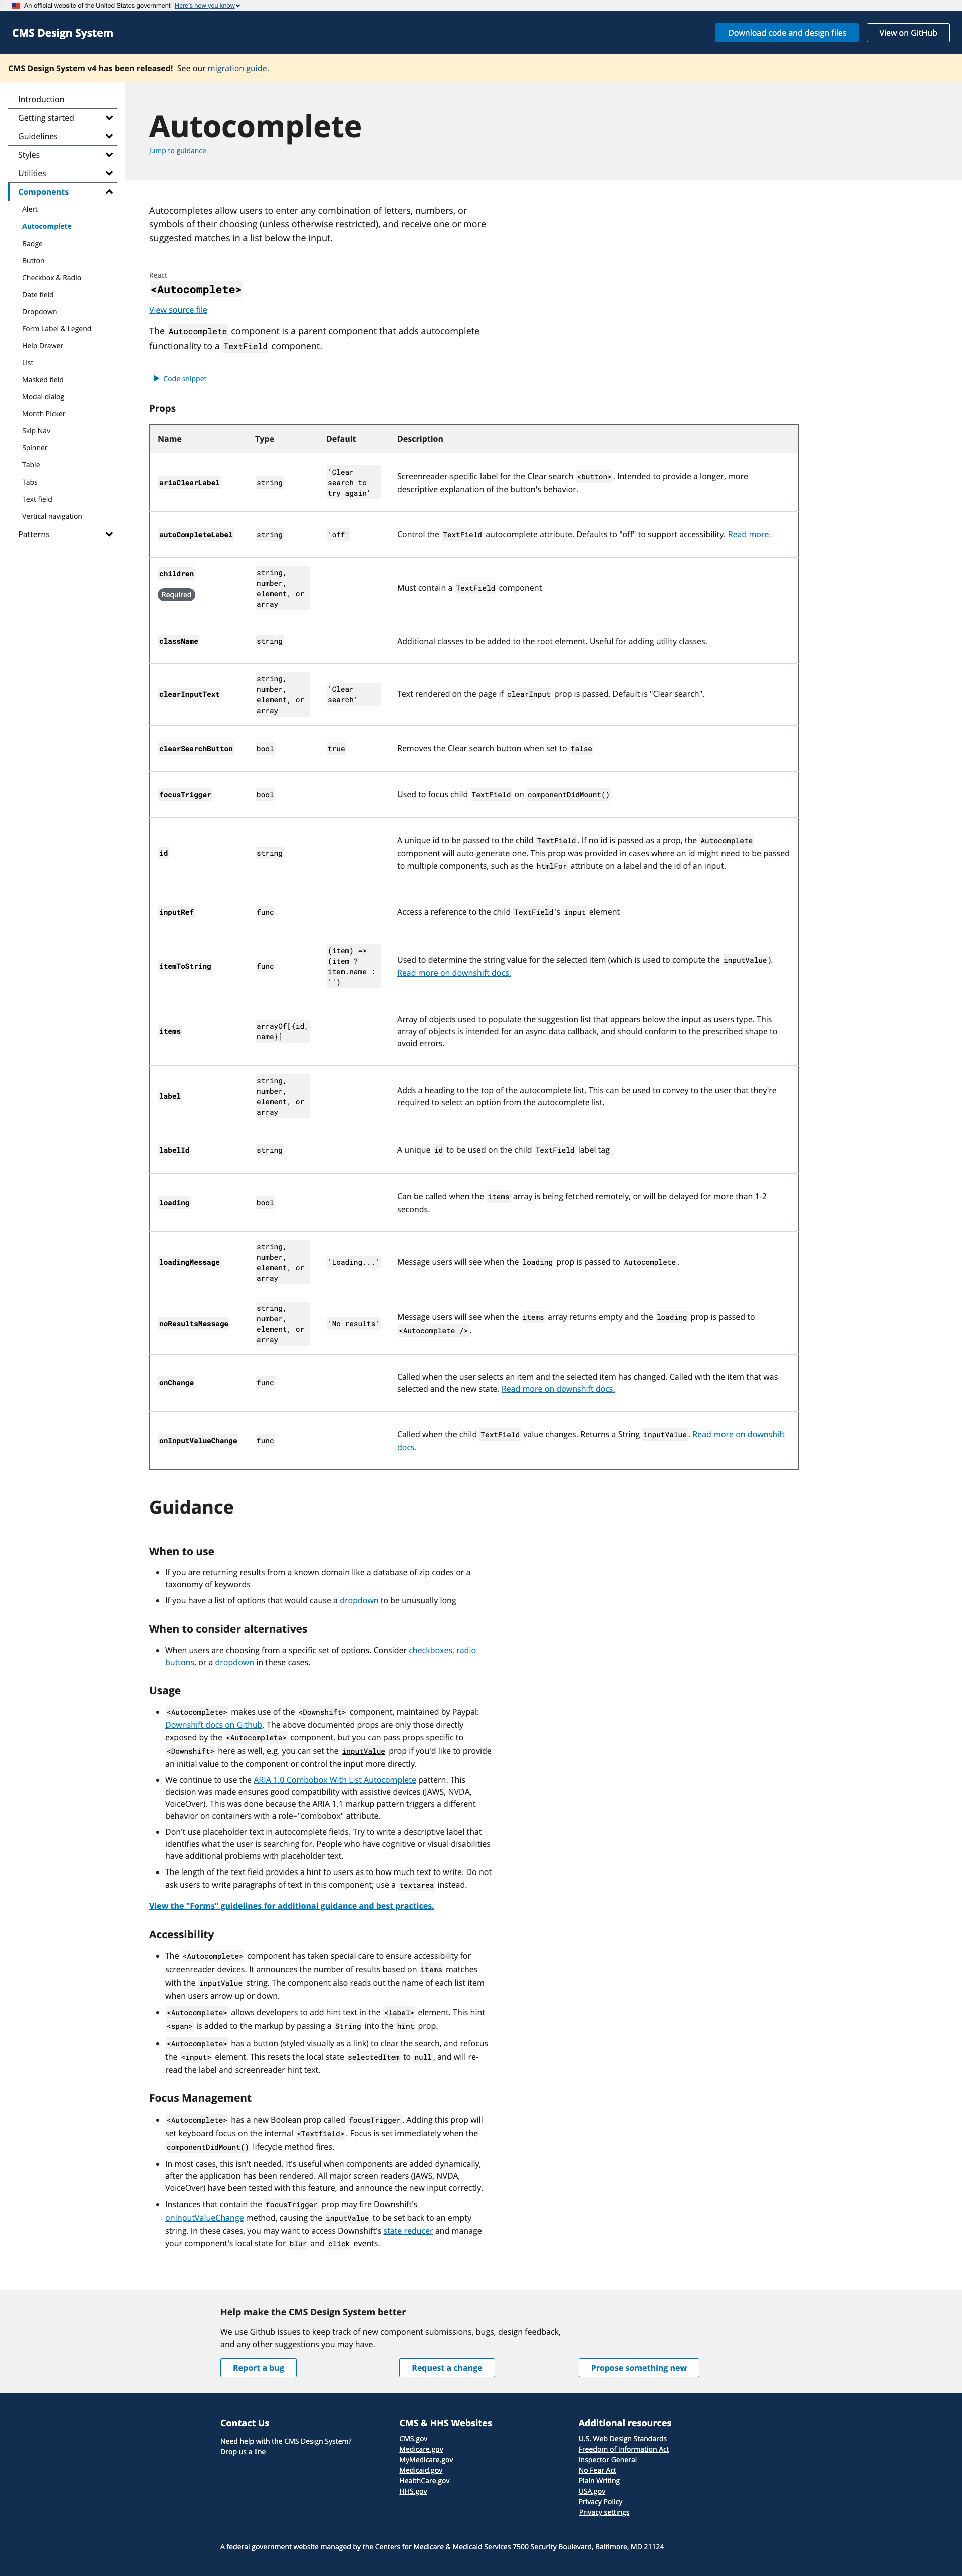 An official website of the United States government Here's how you know
CMS Design System
Download code and design files
View on GitHub
CMS Design System v4 has been released! See our migration guide.
Introduction
Getting started
Guidelines
Styles
Utilities
Components
Alert
Autocomplete
Badge
Button
Checkbox & Radio
Date field
Dropdown
Form Label & Legend
Help Drawer
List
Masked field
Modal dialog
Month Picker
Skip Nav
Spinner
Table
Tabs
Text field
Vertical navigation
Patterns
Autocomplete
Jump to guidance
Autocompletes allow users to enter any combination of letters, numbers, or
symbols of their choosing (unless otherwise restricted), and receive one or more
suggested matches in a list below the input.
React
<Autocomplete>
View source file
The Autocomplete component is a parent component that adds autocomplete
functionality to a TextField component.
Code snippet
Props
Name Type Default Description
ariaClearLabel
string
'Clear
search to
try again'
Screenreader-specific label for the Clear search <button>. Intended to provide a longer, more
descriptive explanation of the button's behavior.
autoCompleteLabel
string
'off'
Control the TextField autocomplete attribute. Defaults to "off" to support accessibility. Read more.
children
Required
string,
number,
element, or
array
Must contain a TextField component
className
string
Additional classes to be added to the root element. Useful for adding utility classes.
clearInputText
string,
number,
element, or
array
'Clear
search'
Text rendered on the page if clearInput prop is passed. Default is "Clear search".
clearSearchButton
bool
true
Removes the Clear search button when set to false
focusTrigger
bool
Used to focus child TextField on componentDidMount()
id
string
A unique id to be passed to the child TextField. If no id is passed as a prop, the Autocomplete
component will auto-generate one. This prop was provided in cases where an id might need to be passed
to multiple components, such as the htmlFor attribute on a label and the id of an input.
inputRef
func
Access a reference to the child TextField's input element
itemToString
func
(item) =>
(item ?
item.name :
'')
Used to determine the string value for the selected item (which is used to compute the inputValue).
Read more on downshift docs.
items
arrayOf[{id,
name}]
Array of objects used to populate the suggestion list that appears below the input as users type. This
array of objects is intended for an async data callback, and should conform to the prescribed shape to
avoid errors.
label
string,
number,
element, or
array
Adds a heading to the top of the autocomplete list. This can be used to convey to the user that they're
required to select an option from the autocomplete list.
labelId
string
A unique id to be used on the child TextField label tag
loading
bool
Can be called when the items array is being fetched remotely, or will be delayed for more than 1-2
seconds.
loadingMessage
string,
number,
element, or
array
'Loading...'
Message users will see when the loading prop is passed to Autocomplete.
noResultsMessage
string,
number,
element, or
array
'No results'
Message users will see when the items array returns empty and the loading prop is passed to
<Autocomplete />.
onChange
func
Called when the user selects an item and the selected item has changed. Called with the item that was
selected and the new state. Read more on downshift docs.
onInputValueChange
func
Called when the child TextField value changes. Returns a String inputValue. Read more on downshift
docs.
Guidance
When to use
• If you are returning results from a known domain like a database of zip codes or a
taxonomy of keywords
• If you have a list of options that would cause a dropdown to be unusually long
When to consider alternatives
• When users are choosing from a specific set of options. Consider checkboxes, radio
buttons, or a dropdown in these cases.
Usage
• <Autocomplete> makes use of the <Downshift> component, maintained by Paypal:
Downshift docs on Github. The above documented props are only those directly
exposed by the <Autocomplete> component, but you can pass props specific to
<Downshift> here as well, e.g. you can set the inputValue prop if you'd like to provide
an initial value to the component or control the input more directly.
• We continue to use the ARIA 1.0 Combobox With List Autocomplete pattern. This
decision was made ensures good compatibility with assistive devices (JAWS, NVDA,
VoiceOver). This was done because the ARIA 1.1 markup pattern triggers a different
behavior on containers with a role="combobox" attribute.
• Don't use placeholder text in autocomplete fields. Try to write a descriptive label that
identifies what the user is searching for. People who have cognitive or visual disabilities
have additional problems with placeholder text.
• The length of the text field provides a hint to users as to how much text to write. Do not
ask users to write paragraphs of text in this component; use a textarea instead.
View the "Forms" guidelines for additional guidance and best practices.
Accessibility
• The <Autocomplete> component has taken special care to ensure accessibility for
screenreader devices. It announces the number of results based on items matches
with the inputValue string. The component also reads out the name of each list item
when users arrow up or down.
• <Autocomplete> allows developers to add hint text in the <label> element. This hint
<span> is added to the markup by passing a String into the hint prop.
• <Autocomplete> has a button (styled visually as a link) to clear the search, and refocus
the <input> element. This resets the local state selectedItem to null, and will re-
read the label and screenreader hint text.
Focus Management
• <Autocomplete> has a new Boolean prop called focusTrigger. Adding this prop will
set keyboard focus on the internal <Textfield>. Focus is set immediately when the
componentDidMount() lifecycle method fires.
• In most cases, this isn't needed. It's useful when components are added dynamically,
after the application has been rendered. All major screen readers (JAWS, NVDA,
VoiceOver) have been tested with this feature, and announce the new input correctly.
• Instances that contain the focusTrigger prop may fire Downshift's
onInputValueChange method, causing the inputValue to be set back to an empty
string. In these cases, you may want to access Downshift's state reducer and manage
your component's local state for blur and click events.
Help make the CMS Design System better
We use Github issues to keep track of new component submissions, bugs, design feedback,
and any other suggestions you may have.
Report a bug
Request a change
Propose something new
Contact Us
Need help with the CMS Design System?
Drop us a line
CMS & HHS Websites
CMS.gov
Medicare.gov
MyMedicare.gov
Medicaid.gov
HealthCare.gov
HHS.gov
Additional resources
U.S. Web Design Standards
Freedom of Information Act
Inspector General
No Fear Act
Plain Writing
USA.gov
Privacy Policy
Privacy settings
A federal government website managed by the Centers for Medicare & Medicaid Services 7500 Security Boulevard, Baltimore, MD 21124